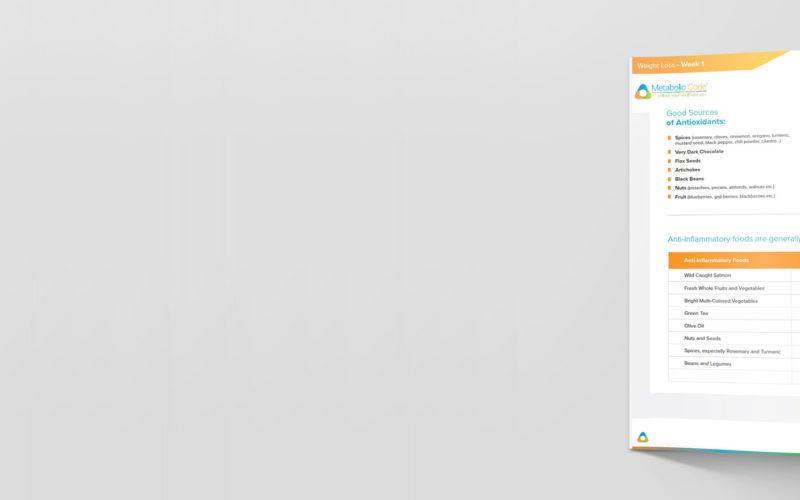 Weight Loss - Week 1
Metabolic Code®
Good Sources
of Antioxidants:
Spices (rosemary, cloves, cinnamon, oregano, turmeric,
mustard seed, black pepper, chili powder, cilantro..)
Very Dark Chocolate
Flax Seeds
Artichokes
Black Beans
Nuts (pistachios, pecans, almonds, walnuts etc.)
Fruit (blueberries, goji berries, blackberries etc.)
Anti-inflammatory foods are generally
Anti-Inflammatory Foods
Wild Caught Salmon
Fresh Whole Fruits and Vegetables
Bright Multi-Colored Vegetables
Green Tea
Olive Oil
Nuts and Seeds
Spices, especially Rosemary and Turmeric
Beans and Legumes